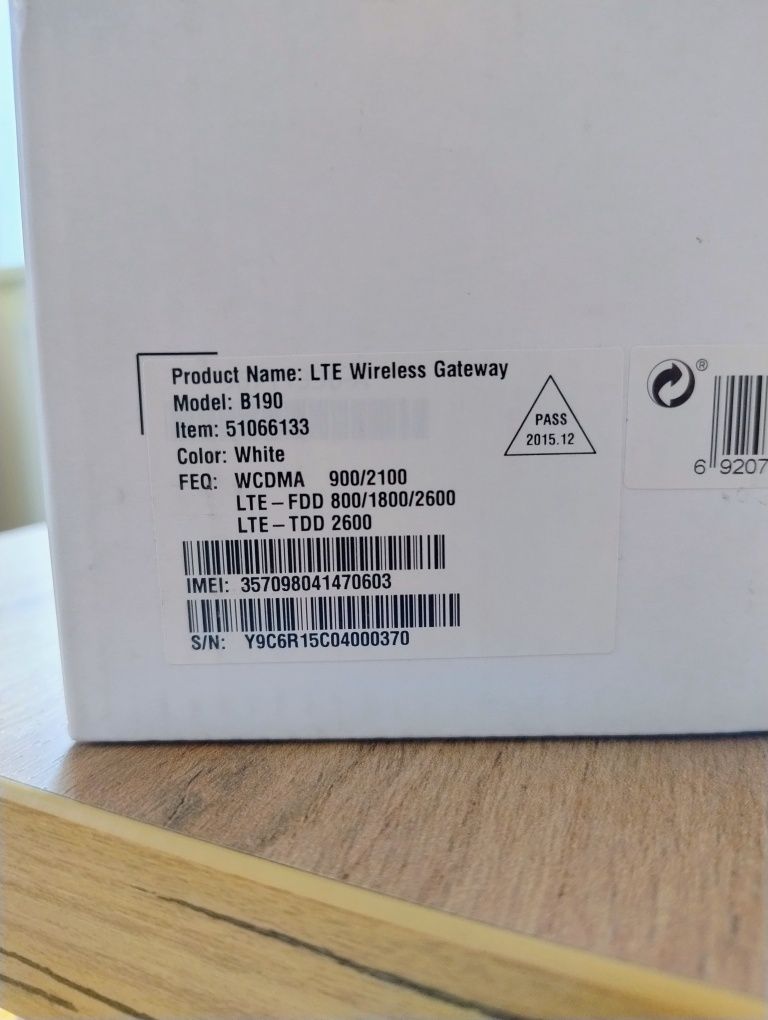 Product Name: LTE Wireless Gateway
Model: B190
Item: 51066133
Color: White
FEQ: WCDMA 900/2100
LTE-FDD 800/1800/2600
LTE-TDD 2600
IMEI: 357098041470603
S/N: Y9C6R15C04000370
PASS
2015.12
®
6 9207